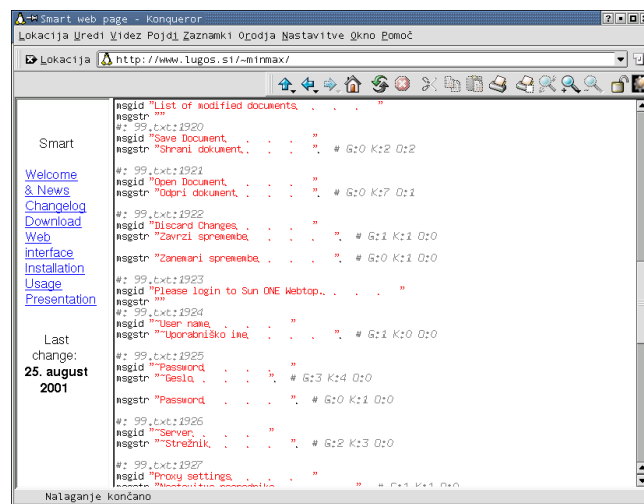 Smart web page - Konqueror
Lokacija Uredi Videz Pojdi Zaznamki Orodja Nastavitve Okno Pomoč
Lokacija http://www.lugos.si/~minmax/
Smart
Welcome
& News
Changelog
Download
Web
interface
Installation
Usage
Presentation
Last
change:
25. august
2001
msgid "List of modified documents. . . . "
msgstr ""
#: 99.txt:1920
msgid "Save Document. . . . "
msgstr "Shrani dokument. . . . ". # G:0 K:2 O:2
#: 99.txt:1921
msgid "Open Document. . . . "
msgstr "Odpri dokument. . . . ". # G:0 K:7 O:1
#: 99.txt:1922
msgid "Discard Changes. . . . "
msgstr "Zavrzi spremembe. . . . ". # G:1 K:1 O:0
msgstr "Zanemari spremembe. . . . ". # G:0 K:1 O:0
#: 99.txt:1923
msgid "Please login to Sun ONE Webtop.. . . . "
msgstr ""
#: 99.txt:1924
msgid "~User name. . . . "
msgstr "~Uporabniško ime. . . . ". # G:1 K:0 O:0
#: 99.txt:1925
msgid "~Password. . . . "
msgstr "~Geslo. . . . ". # G:3 K:4 O:0
msgstr "Password. . . . ". # G:0 K:1 O:0
#: 99.txt:1926
msgid "~Server. . . . "
msgstr "~Strežnik. . . . ". # G:2 K:3 O:0
#: 99.txt:1927
msgid "Proxy settings. . . . "
msgstr "Nastavitve posrednika. . . . ". # G:1 K:1 O:0
Nalaganje končano